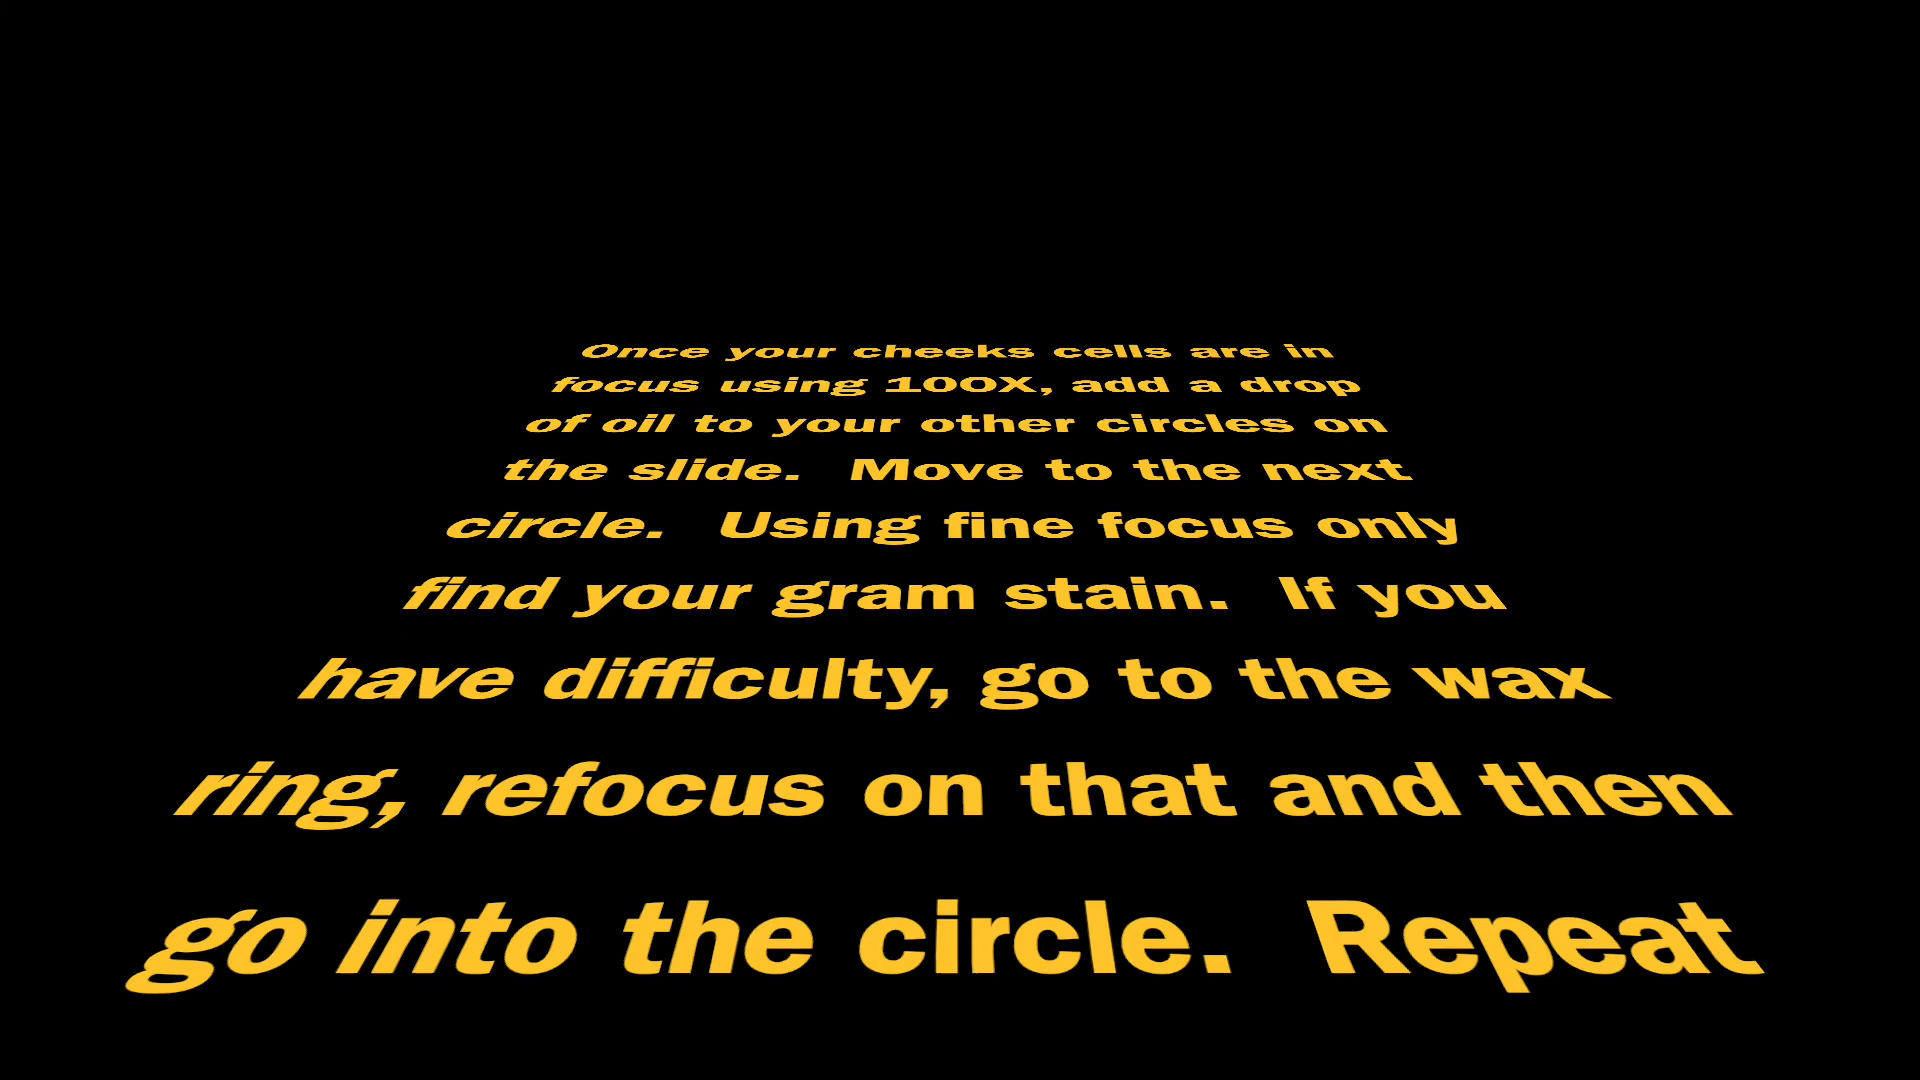 Once your cheeks cells are in
focus using 100X, add a drop
of oil to your other circles on
the slide.  Move to the next
circle.  Using fine focus only
find your gram stain.  If you
have difficulty, go to the wax
ring, refocus on that and then
go into the circle.  Repeat